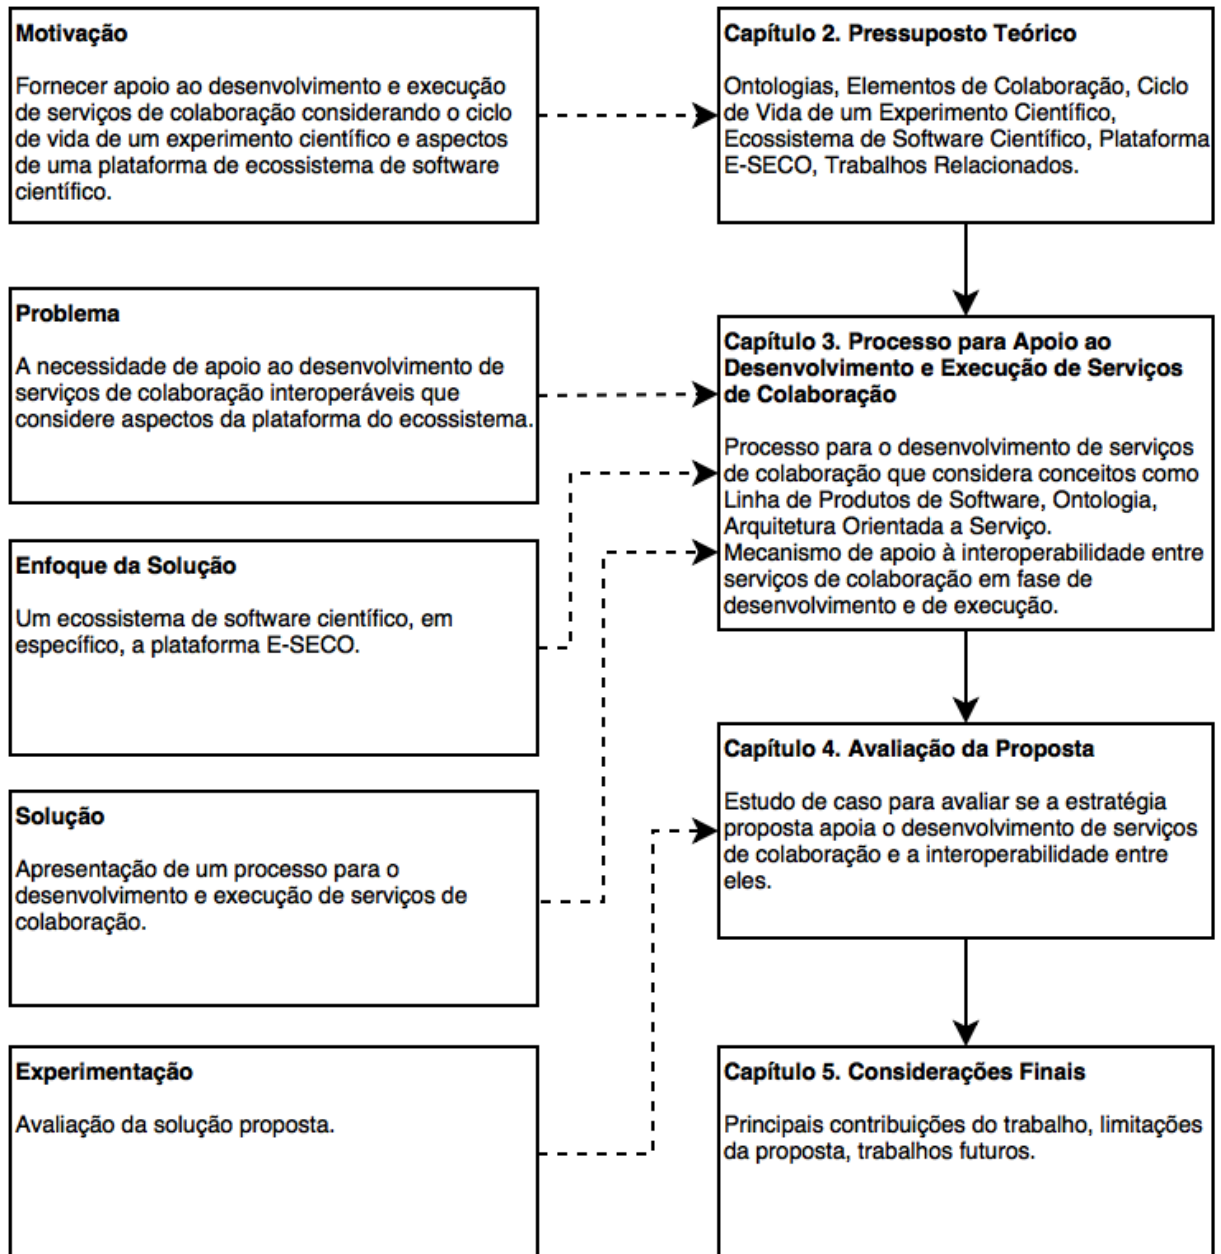 Motivação
Fornecer apoio ao desenvolvimento e execução
de serviços de colaboração considerando o ciclo
de vida de um experimento científico e aspectos
de uma plataforma de ecossistema de software
científico.
Capítulo 2. Pressuposto Teórico
Ontologias, Elementos de Colaboração, Ciclo
de Vida de um Experimento Científico,
Ecossistema de Software Científico, Plataforma
E-SECO, Trabalhos Relacionados.
Problema
A necessidade de apoio ao desenvolvimento de
serviços de colaboração interoperáveis que
considere aspectos da plataforma do ecossistema.
Capítulo 3. Processo para Apoio ao
Desenvolvimento e Execução de Serviços
de Colaboração
Processo para o desenvolvimento de serviços
de colaboração que considera conceitos como
Linha de Produtos de Software, Ontologia,
Arquitetura Orientada a Serviço.
Mecanismo de apoio à interoperabilidade entre
serviços de colaboração em fase de
desenvolvimento e de execução.
Enfoque da Solução
Um ecossistema de software científico, em
específico, a plataforma E-SECO.
Solução
Apresentação de um processo para o
desenvolvimento e execução de serviços de
colaboração.
Capítulo 4. Avaliação da Proposta
Estudo de caso para avaliar se a estratégia
proposta apoia o desenvolvimento de serviços
de colaboração e a interoperabilidade entre
eles.
Experimentação
Avaliação da solução proposta.
Capítulo 5. Considerações Finais
Principais contribuições do trabalho, limitações
da proposta, trabalhos futuros.